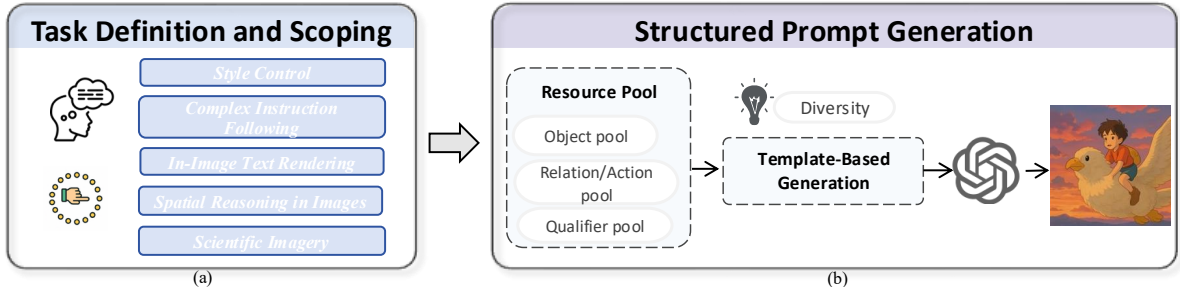 Task Definition and Scoping
Style Control
Complex Instruction
Following
In-Image Text Rendering
Spatial Reasoning in Images
Scientific Imagery
(a)
Structured Prompt Generation
Resource Pool
Object pool
Relation/Action
pool
Qualifier pool
Diversity
Template-Based
Generation
(b)